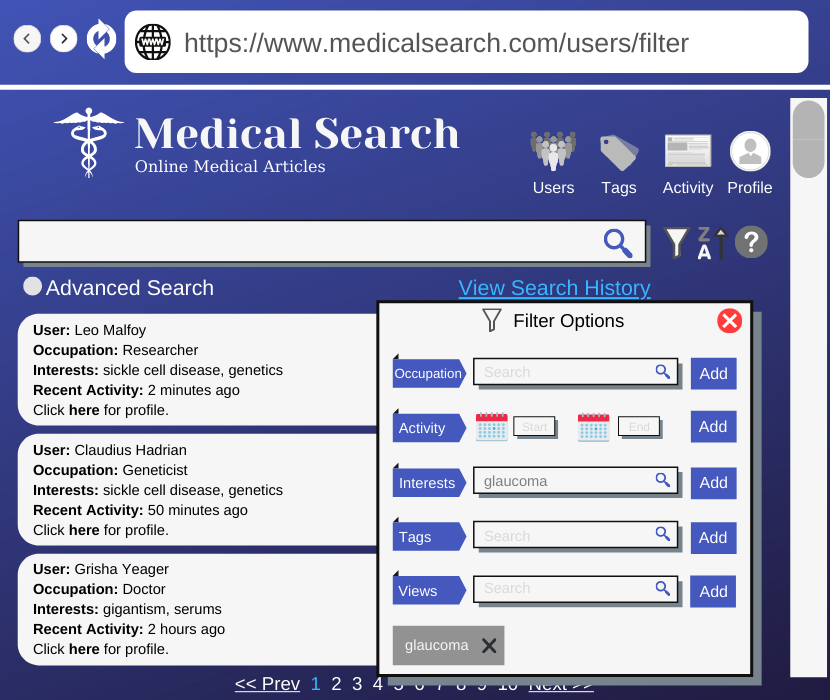 https://www.medicalsearch.com/users/filter
Medical Search
Online Medical Articles
Users Tags Activity Profile
Z
A
?
Advanced Search
View Search History
User: Leo Malfoy
Occupation: Researcher
Interests: sickle cell disease, genetics
Recent Activity: 2 minutes ago
Click here for profile.
User: Claudius Hadrian
Occupation: Geneticist
Interests: sickle cell disease, genetics
Recent Activity: 50 minutes ago
Click here for profile.
User: Grisha Yeager
Occupation: Doctor
Interests: gigantism, serums
Recent Activity: 2 hours ago
Click here for profile.
Filter Options
Occupation Search Add
Activity Start End Add
Interests glaucoma Add
Tags Search Add
Views Search Add
glaucoma
<< Prev 1 2 3 4 5 6 7 8 9 10 Next >>